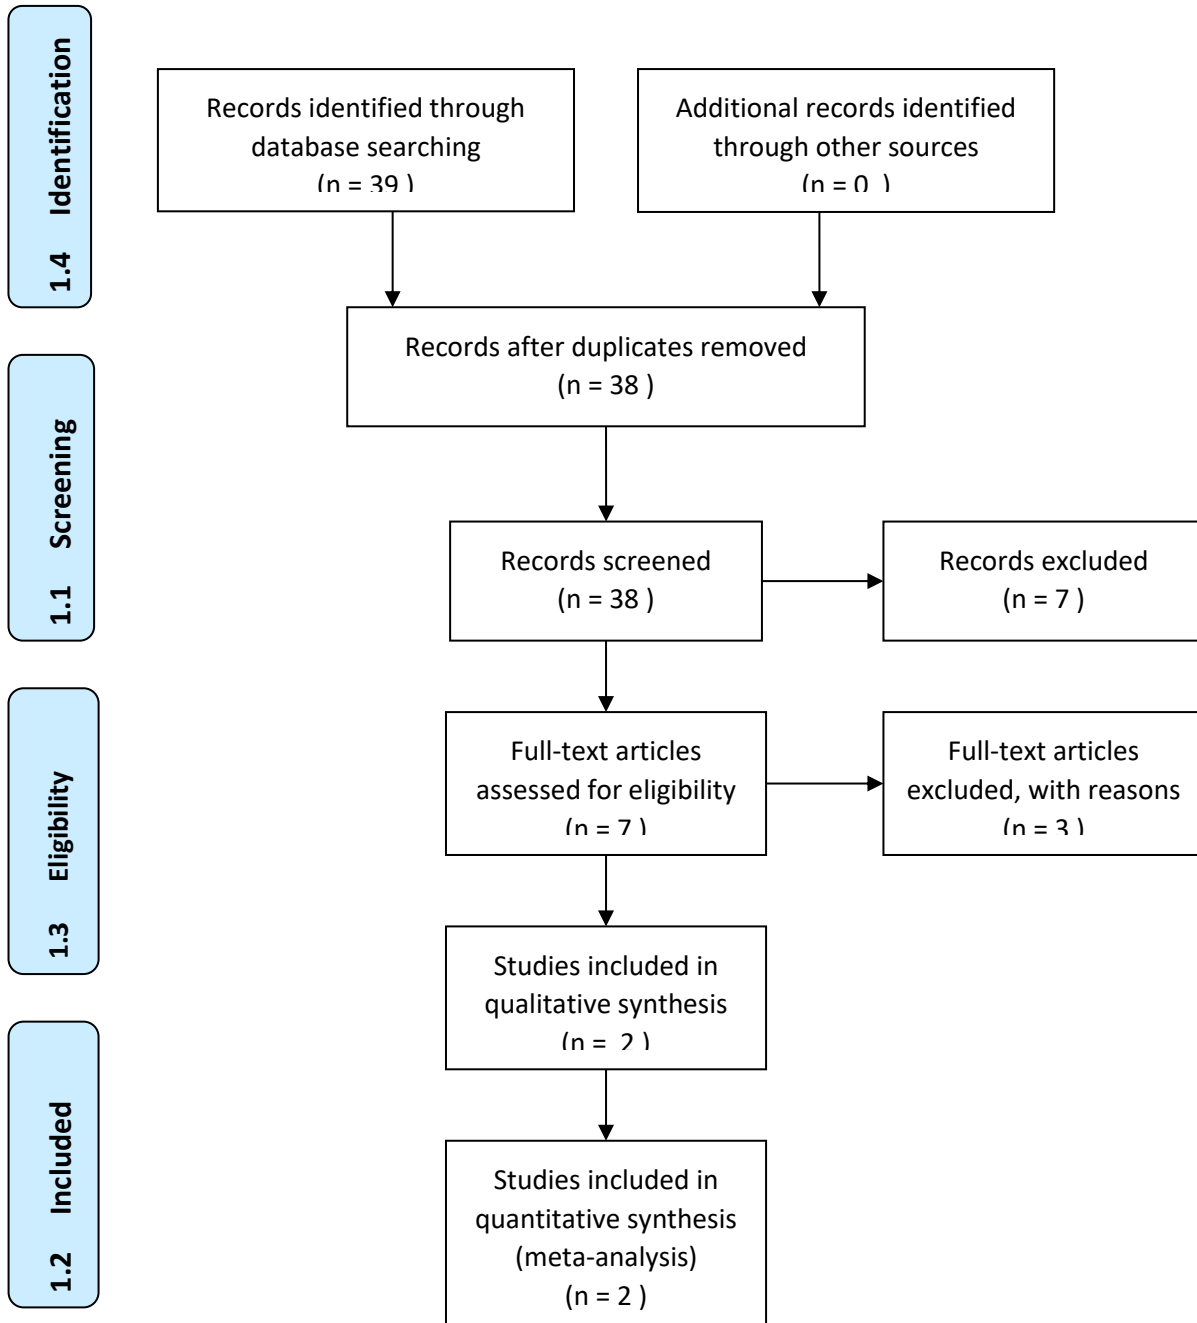 1.4 Identification
Records identified through
database searching
(n = 39 )
Additional records identified
through other sources
(n = 0 )
Records after duplicates removed
(n = 38 )
1.1 Screening
Records screened
(n = 38 )
Records excluded
(n = 7 )
1.3 Eligibility
Full-text articles
assessed for eligibility
(n = 7 )
Full-text articles
excluded, with reasons
(n = 3 )
Studies included in
qualitative synthesis
(n = 2 )
1.2 Included
Studies included in
quantitative synthesis
(meta-analysis)
(n = 2 )